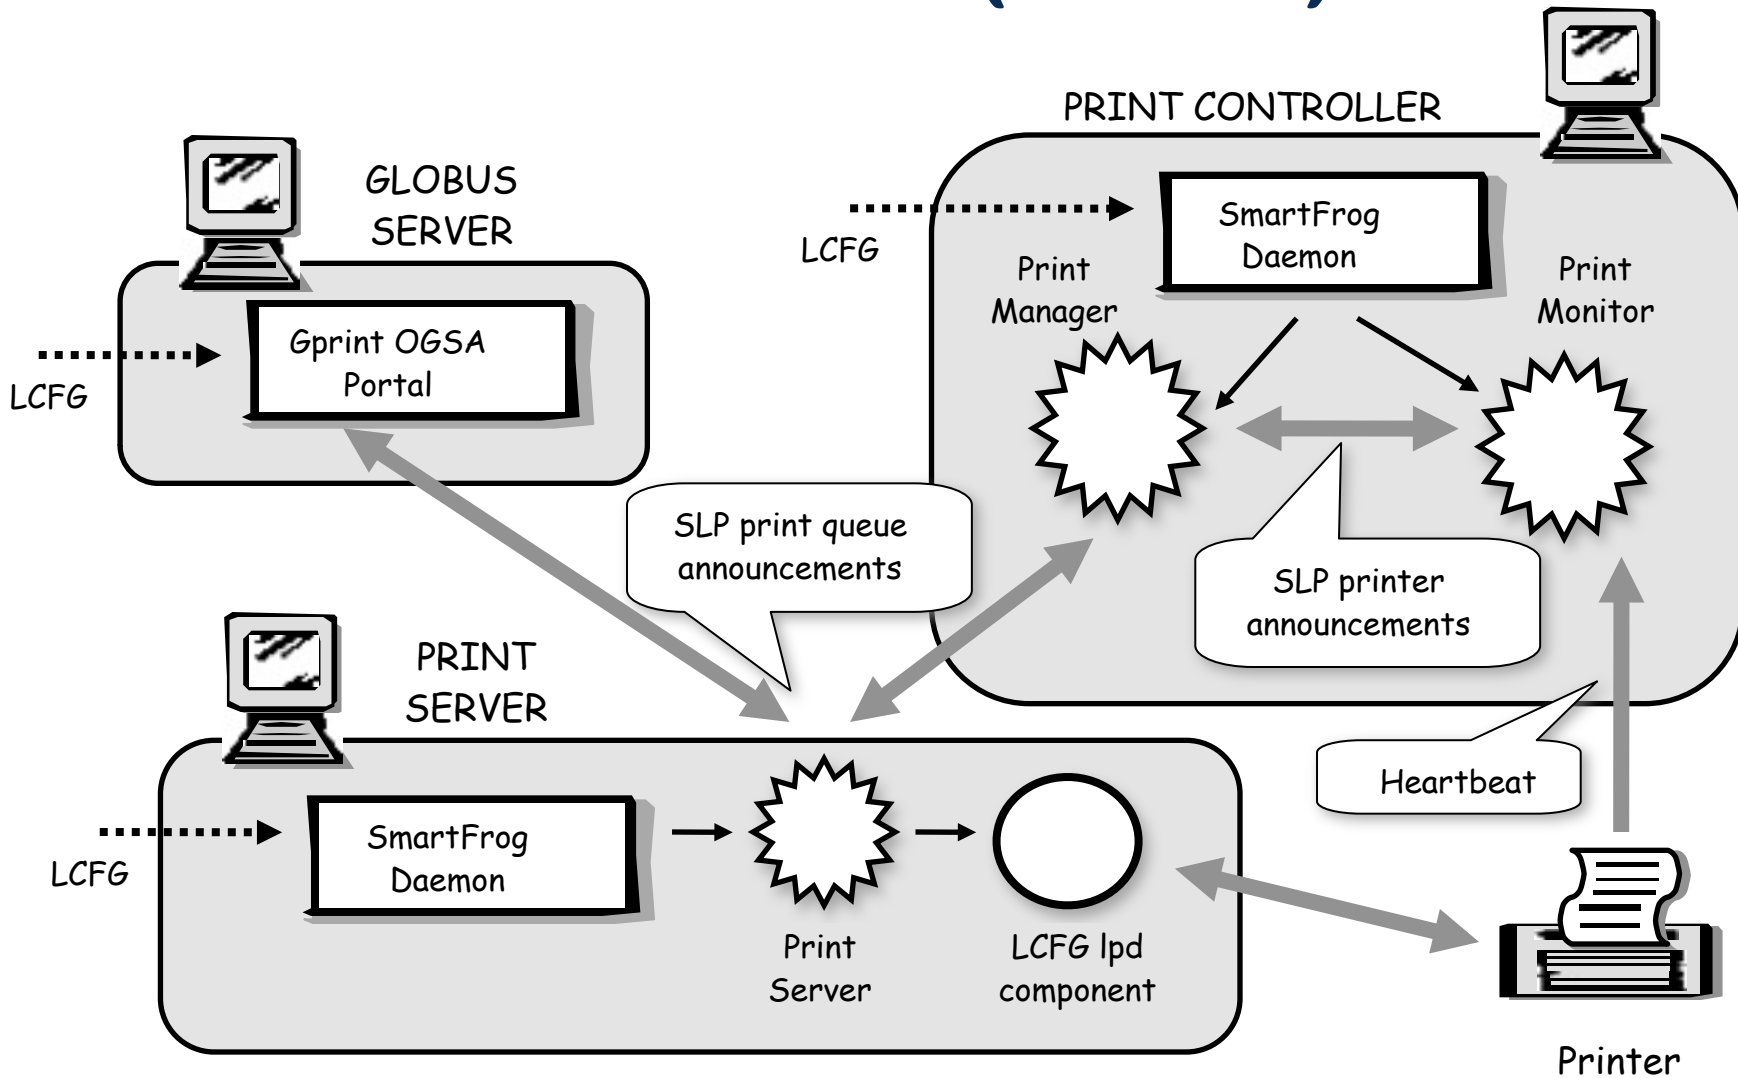 PRINT CONTROLLER
GLOBUS
SERVER
SmartFrog
Daemon
LCFG
Print
Manager
Print
Monitor
Gprint OGSA
Portal
LCFG
SLP print queue
announcements
SLP printer
announcements
PRINT
SERVER
Heartbeat
SmartFrog
Daemon
LCFG
Print
Server
LCFG lpd
component
Printer